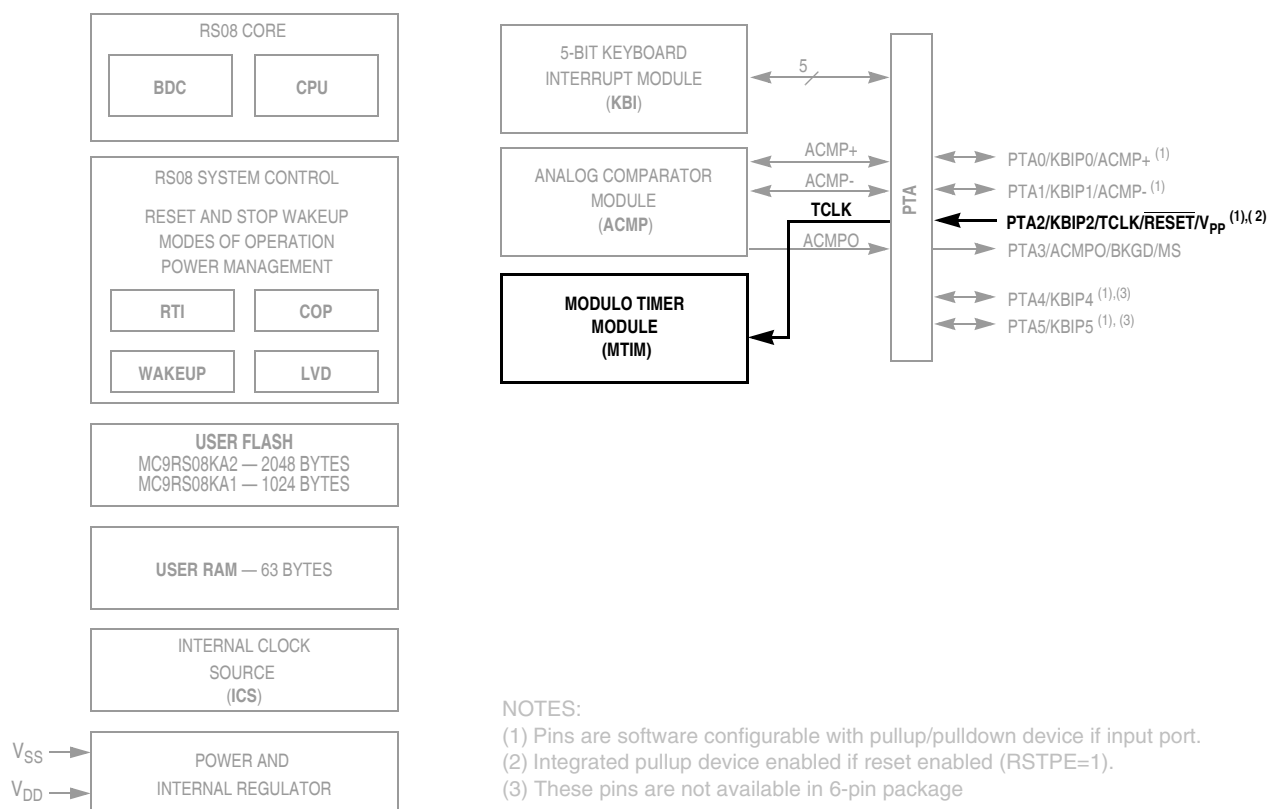 RS08 CORE
BDC
CPU
RS08 SYSTEM CONTROL
RESET AND STOP WAKEUP
MODES OF OPERATION
POWER MANAGEMENT
RTI
COP
WAKEUP
LVD
USER FLASH
MC9RS08KA2 — 2048 BYTES
MC9RS08KA1 — 1024 BYTES
USER RAM — 63 BYTES
INTERNAL CLOCK
SOURCE
(ICS)
VSS
VDD
POWER AND
INTERNAL REGULATOR
5-BIT KEYBOARD
INTERRUPT MODULE
(KBI)
5
ANALOG COMPARATOR
MODULE
(ACMP)
ACMP+
ACMP-
TCLK
ACMPO
MODULO TIMER
MODULE
(MTIM)
PTA
PTA0/KBIP0/ACMP+ (1)
PTA1/KBIP1/ACMP- (1)
PTA2/KBIP2/TCLK/RESET/VPP (1),( 2)
PTA3/ACMPO/BKGD/MS
PTA4/KBIP4 (1),(3)
PTA5/KBIP5 (1), (3)
NOTES:
(1) Pins are software configurable with pullup/pulldown device if input port.
(2) Integrated pullup device enabled if reset enabled (RSTPE=1).
(3) These pins are not available in 6-pin package